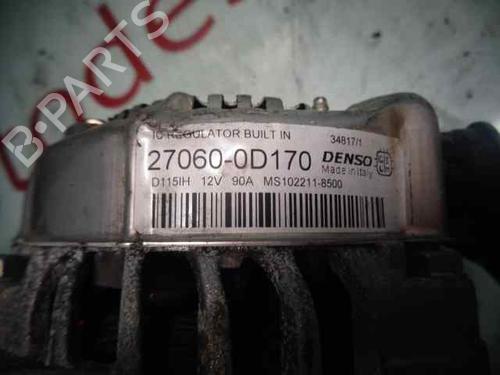 B-PARTS
IC REGULATOR BUILT IN 34817/1
27060-0D170 DENSO
Made in Italy
D115IH 12V 90A MS102211-8500